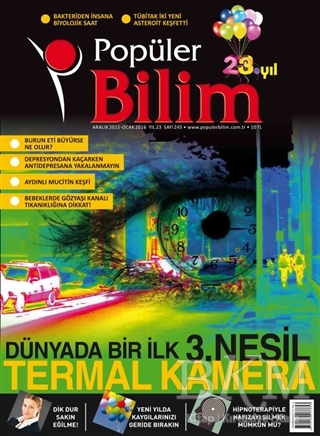 BAKTERİDEN İNSANA
BİYOLOJİK SAAT
TÜBİTAK İKİ YENİ
ASTEROİT KEŞFETTİ
Popüler
Bilim
23.yıl
ARALIK 2015-OCAK 2016 YIL 23 SAYI 245 • www.populerbilim.com.tr • 10 TL
BURUN ETİ BÜYÜRSE
NE OLUR?
DEPRESYONDAN KAÇARKEN
ANTİDEPRESANA YAKALANMAYIN
AYDINLI MUCİTİN KEŞFİ
BEBEKLERDE GÖZYAŞI KANALI
TIKANIKLIĞINA DİKKAT!
DÜNYADA BİR İLK 3. NESİL
TERMAL KAMERA
DİK DUR
SAKIN
EĞİLME!
YENİ YILDA
KAYGILARINIZI
GERİDE BIRAKIN
HİPNOTERAPİYLE
HAFIZAYI SİLMEK
MÜMKÜN MÜ?
BKM